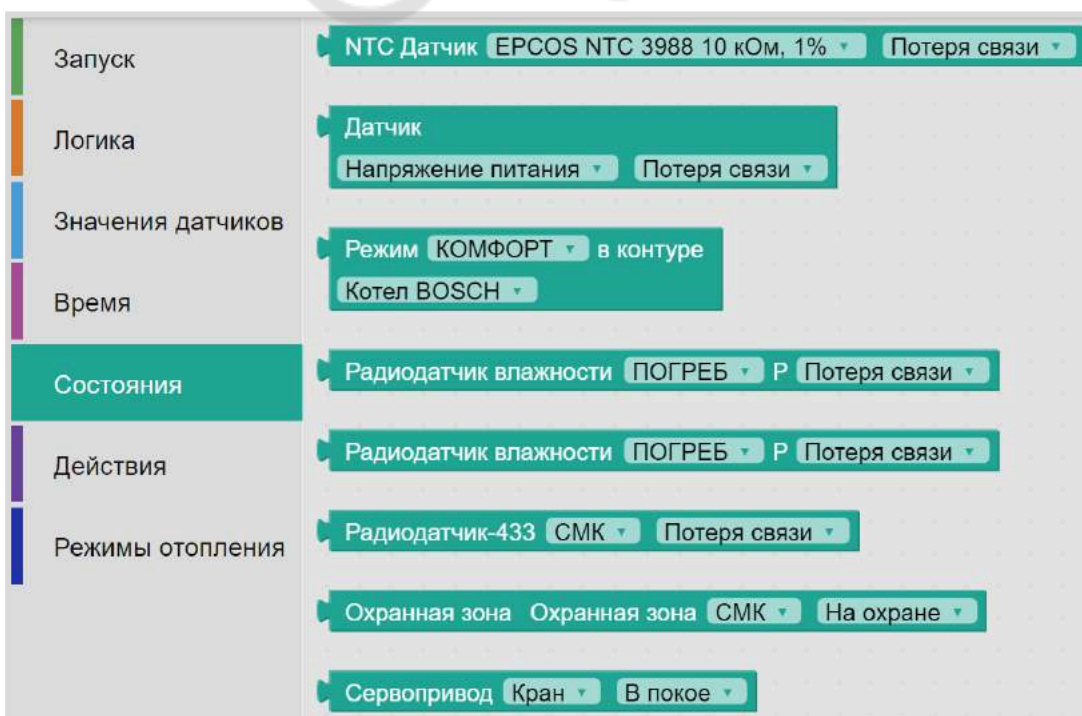 Запуск
Логика
Значения датчиков
Время
Состояния
Действия
Режимы отопления
NTC Датчик EPCOS NTC 3988 10 кОм, 1% Потеря связи
Датчик
Напряжение питания Потеря связи
Режим КОМФОРТ в контуре
Котел BOSCH
Радиодатчик влажности ПОГРЕБ Р Потеря связи
Радиодатчик влажности ПОГРЕБ Р Потеря связи
Радиодатчик-433 СМК Потеря связи
Охранная зона Охранная зона СМК На охране
Сервопривод Кран В покое